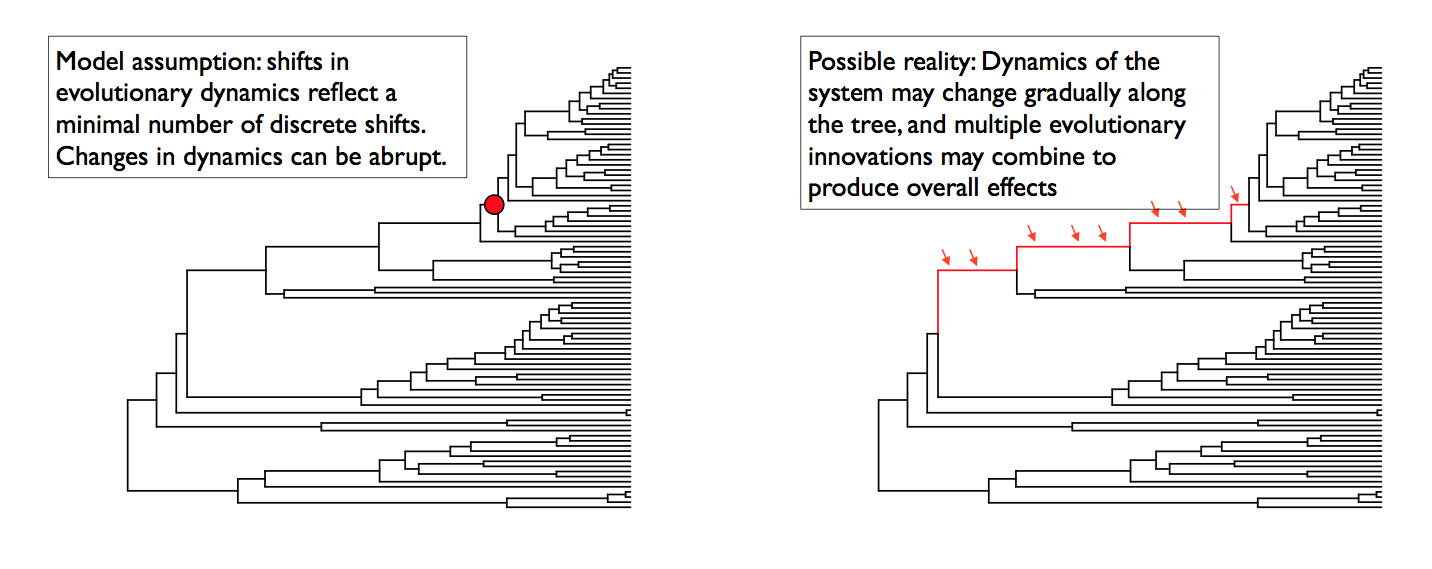 Model assumption: shifts in
evolutionary dynamics reflect a
minimal number of discrete shifts.
Changes in dynamics can be abrupt.
Possible reality: Dynamics of the
system may change gradually along
the tree, and multiple evolutionary
innovations may combine to
produce overall effects